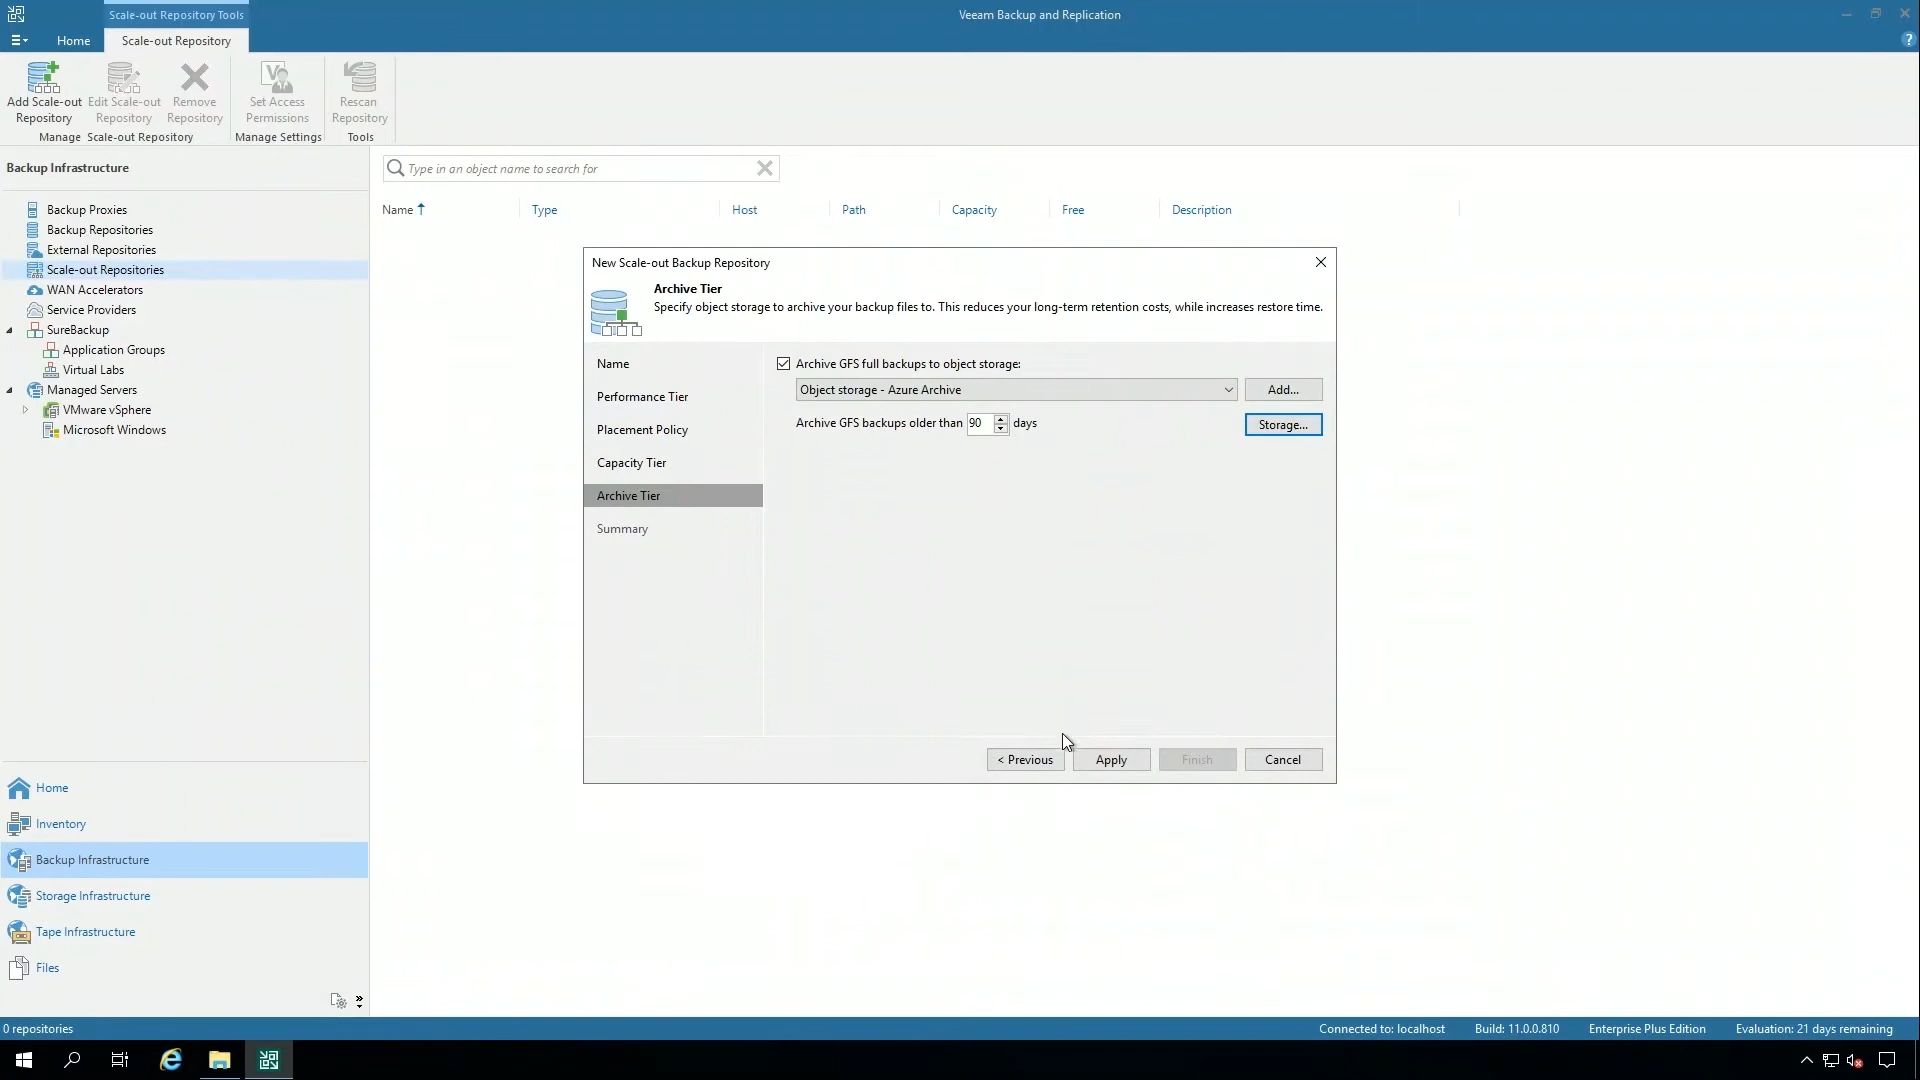 Scale-out Repository Tools
Veeam Backup and Replication
Home
Scale-out Repository
?
Add Scale-out
Repository
Edit Scale-out
Repository
Remove
Repository
Set Access
Permissions
Rescan
Repository
Manage Scale-out Repository
Manage Settings
Tools
Backup Infrastructure
Type in an object name to search for
Name
Type
Host
Path
Capacity
Free
Description
Backup Proxies
Backup Repositories
External Repositories
Scale-out Repositories
WAN Accelerators
Service Providers
SureBackup
Application Groups
Virtual Labs
Managed Servers
VMware vSphere
Microsoft Windows
New Scale-out Backup Repository
Archive Tier
Specify object storage to archive your backup files to. This reduces your long-term retention costs, while increases restore time.
Name
Performance Tier
Placement Policy
Capacity Tier
Archive Tier
Summary
Archive GFS full backups to object storage:
Object storage - Azure Archive
Add...
Archive GFS backups older than 90 days
Storage...
< Previous
Apply
Finish
Cancel
Home
Inventory
Backup Infrastructure
Storage Infrastructure
Tape Infrastructure
Files
0 repositories
Connected to: localhost
Build: 11.0.0.810
Enterprise Plus Edition
Evaluation: 21 days remaining